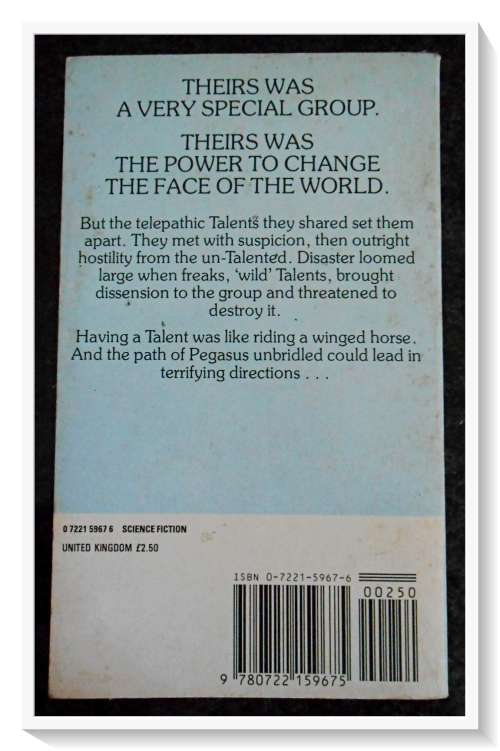 THEIRS WAS
A VERY SPECIAL GROUP.
THEIRS WAS
THE POWER TO CHANGE
THE FACE OF THE WORLD.
But the telepathic Talents they shared set them
apart. They met with suspicion, then outright
hostility from the un-Talented. Disaster loomed
large when freaks, 'wild' Talents, brought
dissension to the group and threatened to
destroy it.
Having a Talent was like riding a winged horse.
And the path of Pegasus unbridled could lead in
terrifying directions . . .
0 7221 5967 6 SCIENCE FICTION
UNITED KINGDOM £2.50
ISBN 0-7221-5967-6
00250
9 780722 159675